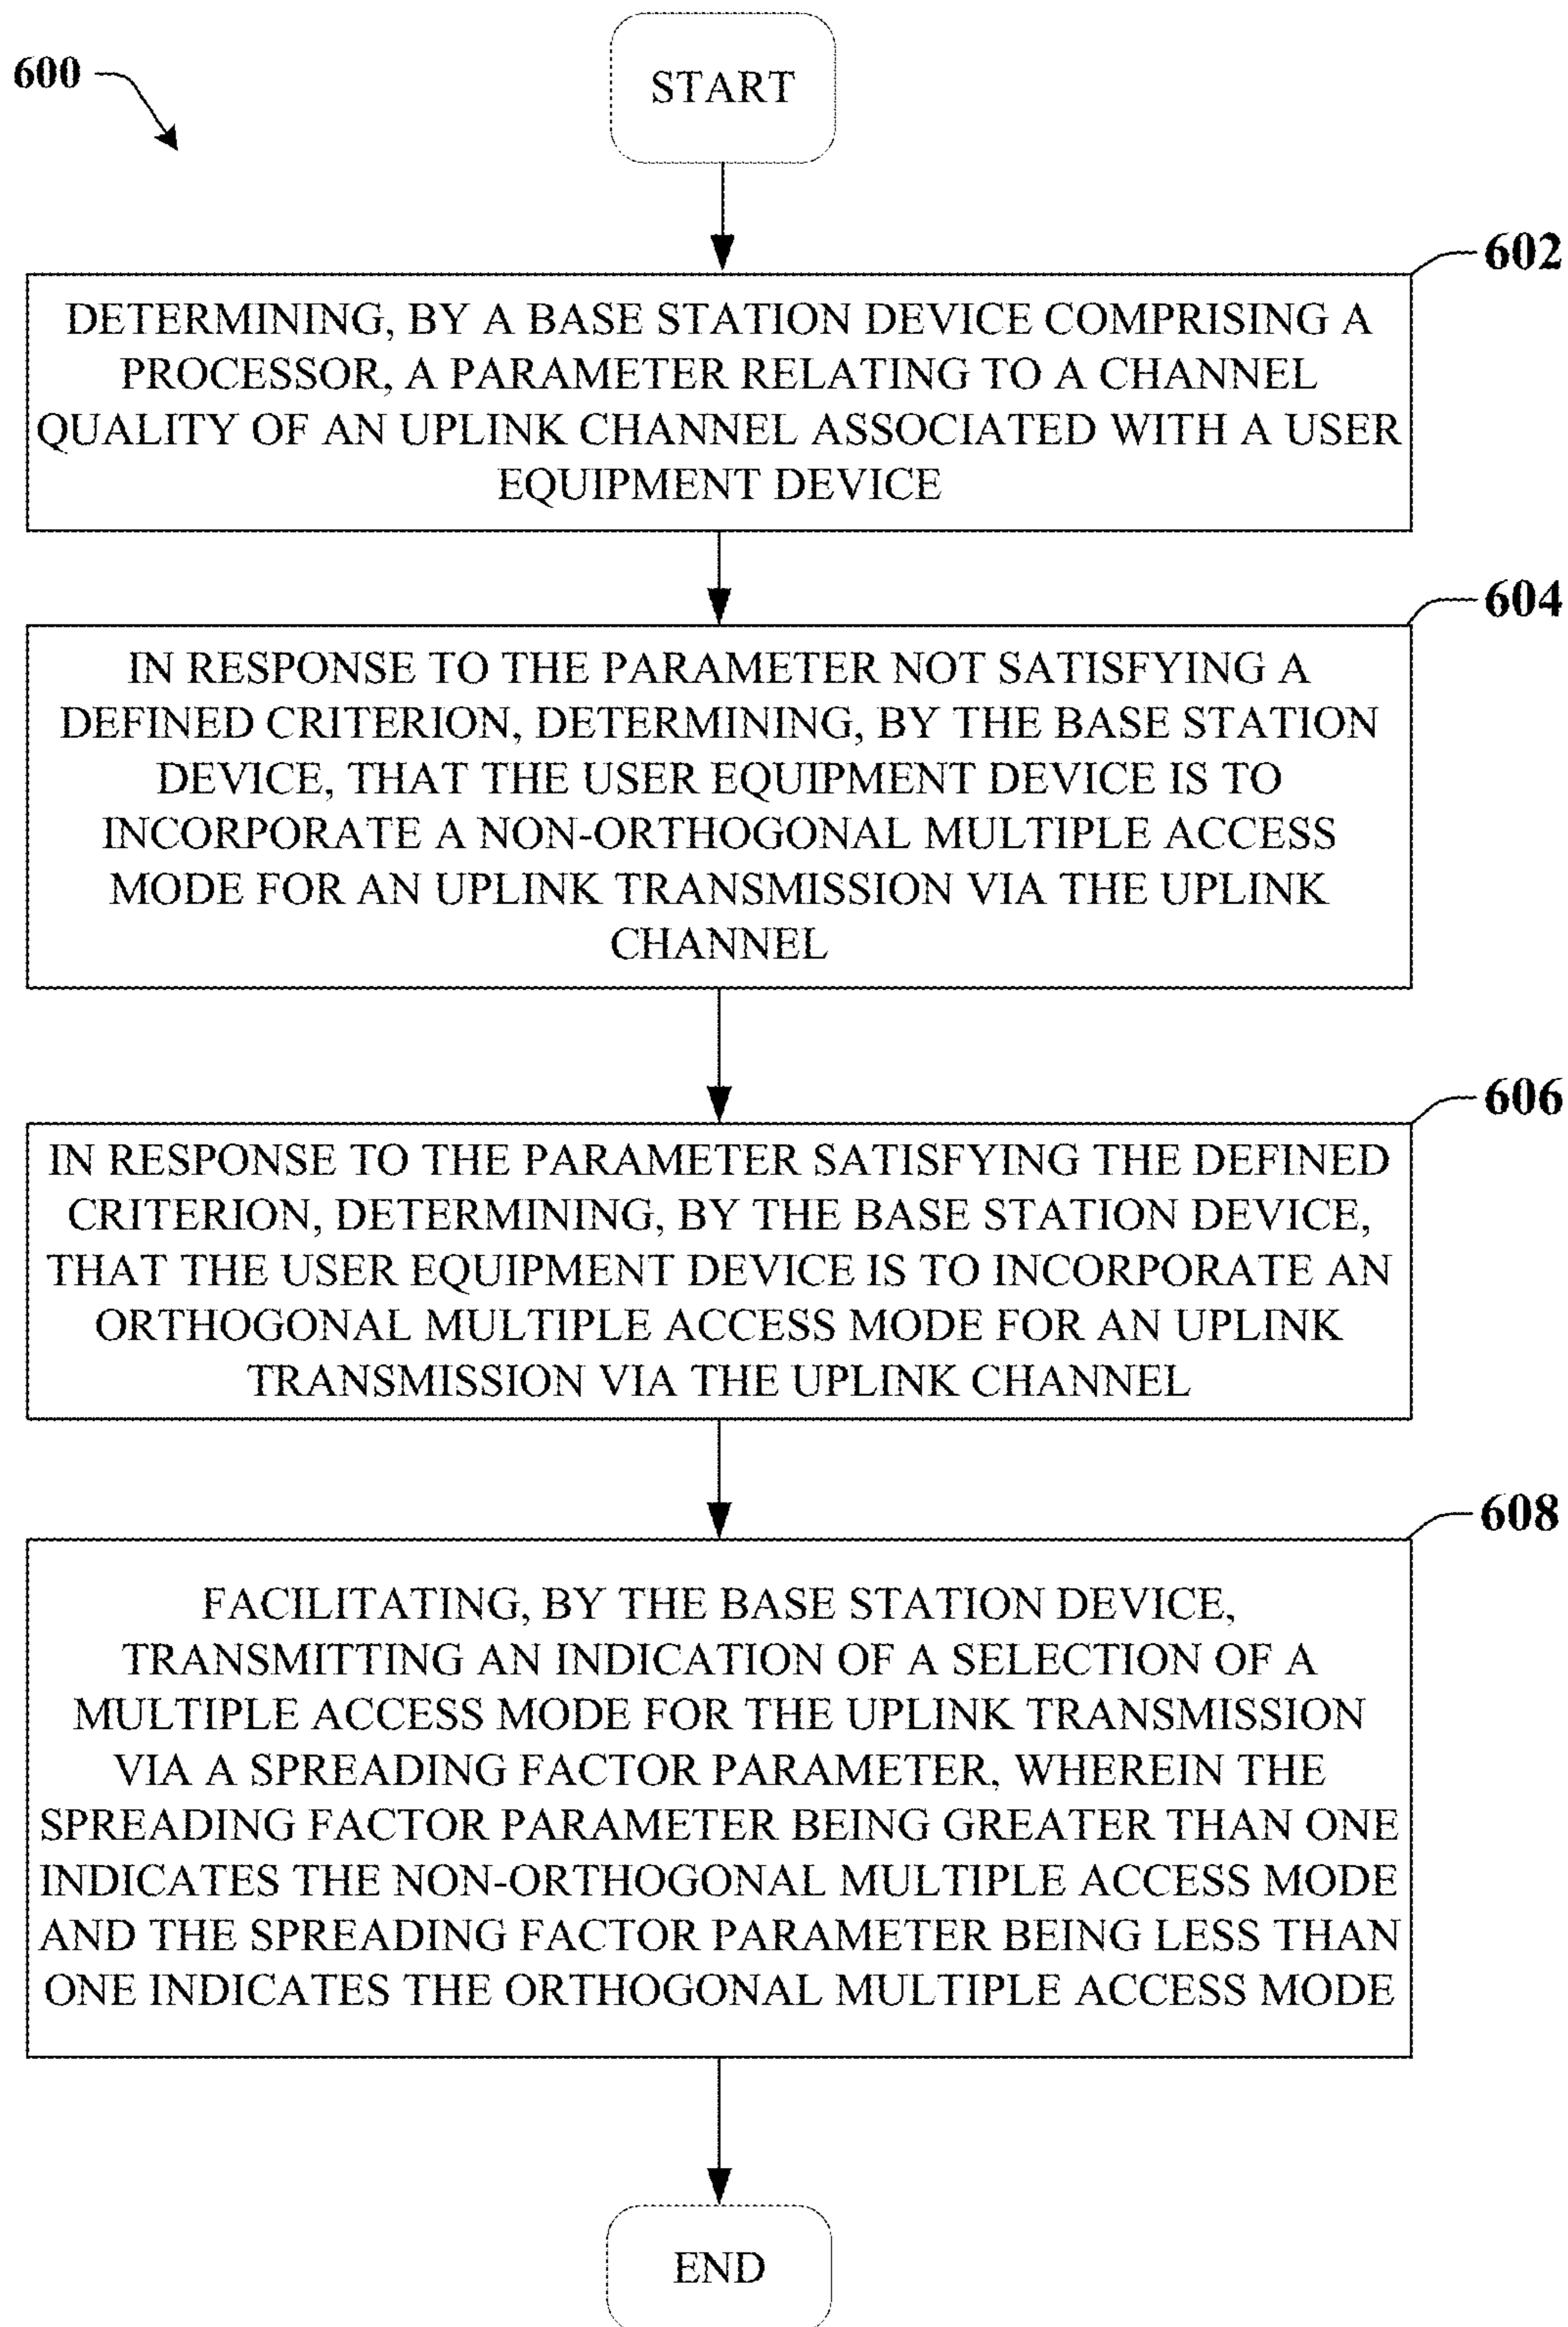 600
START
602
DETERMINING, BY A BASE STATION DEVICE COMPRISING A
PROCESSOR, A PARAMETER RELATING TO A CHANNEL
QUALITY OF AN UPLINK CHANNEL ASSOCIATED WITH A USER
EQUIPMENT DEVICE
604
IN RESPONSE TO THE PARAMETER NOT SATISFYING A
DEFINED CRITERION, DETERMINING, BY THE BASE STATION
DEVICE, THAT THE USER EQUIPMENT DEVICE IS TO
INCORPORATE A NON-ORTHOGONAL MULTIPLE ACCESS
MODE FOR AN UPLINK TRANSMISSION VIA THE UPLINK
CHANNEL
606
IN RESPONSE TO THE PARAMETER SATISFYING THE DEFINED
CRITERION, DETERMINING, BY THE BASE STATION DEVICE,
THAT THE USER EQUIPMENT DEVICE IS TO INCORPORATE AN
ORTHOGONAL MULTIPLE ACCESS MODE FOR AN UPLINK
TRANSMISSION VIA THE UPLINK CHANNEL
608
FACILITATING, BY THE BASE STATION DEVICE,
TRANSMITTING AN INDICATION OF A SELECTION OF A
MULTIPLE ACCESS MODE FOR THE UPLINK TRANSMISSION
VIA A SPREADING FACTOR PARAMETER, WHEREIN THE
SPREADING FACTOR PARAMETER BEING GREATER THAN ONE
INDICATES THE NON-ORTHOGONAL MULTIPLE ACCESS MODE
AND THE SPREADING FACTOR PARAMETER BEING LESS THAN
ONE INDICATES THE ORTHOGONAL MULTIPLE ACCESS MODE
END